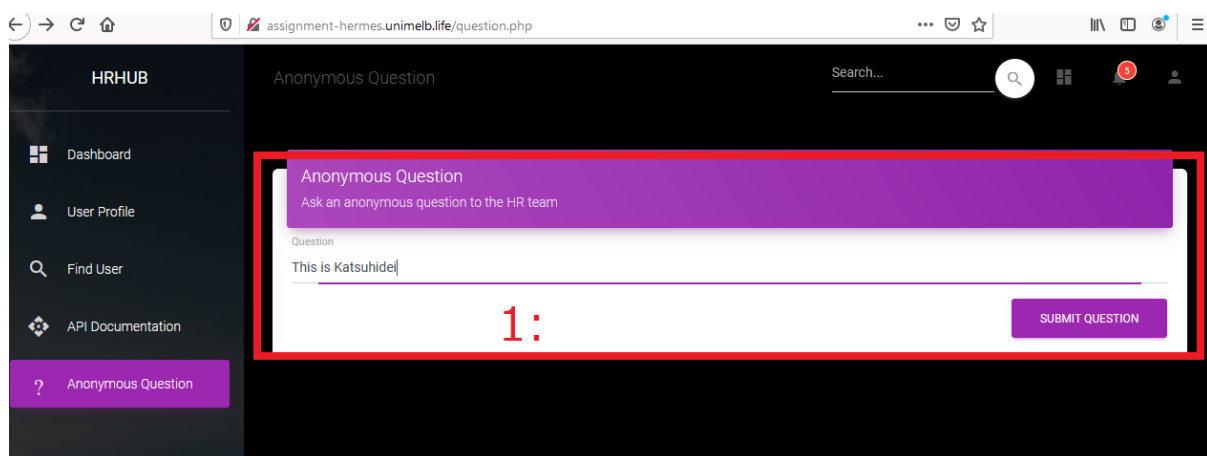 assignment-hermes.unimelb.life/question.php
HRHUB
Anonymous Question
Search...
5
Dashboard
User Profile
Find User
API Documentation
? Anonymous Question
Anonymous Question
Ask an anonymous question to the HR team
Question
This is Katsuhidei
1:
SUBMIT QUESTION